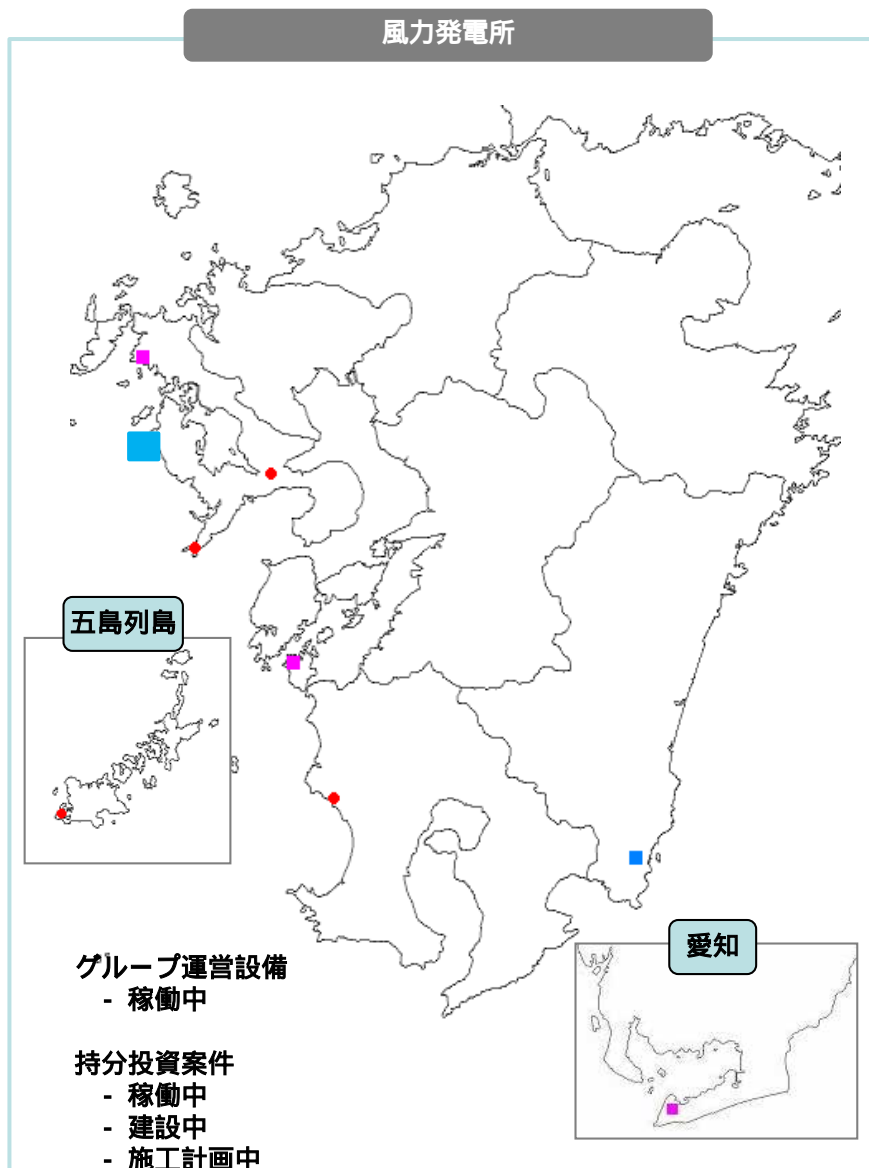 風力発電所
五島列島
愛知
グループ運営設備
- 稼働中
持分投資案件
- 稼働中
- 建設中
- 施工計画中